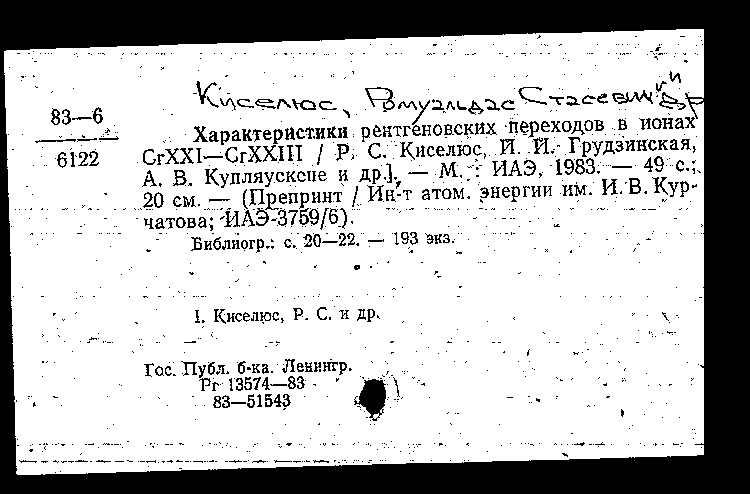 Киселюс, Ромуальдас Стасевич и др
83—6
6122
Характеристики рентгеновских переходов в ионах
CrXXI—CrXXIII / Р. С. Киселюс, И. И. Грудзинская,
А. В. Купляускене и др.]. — М. : ИАЭ, 1983. — 49 с.;
20 см. — (Препринт / Ин-т атом. энергии им. И. В. Кур-
чатова; ИАЭ-3759/6).
Библиогр.: с. 20—22. — 193 экз.
I. Киселюс, Р. С. и др.
Гос. Публ. б-ка. Ленингр.
Рг 13574—83
83—51543